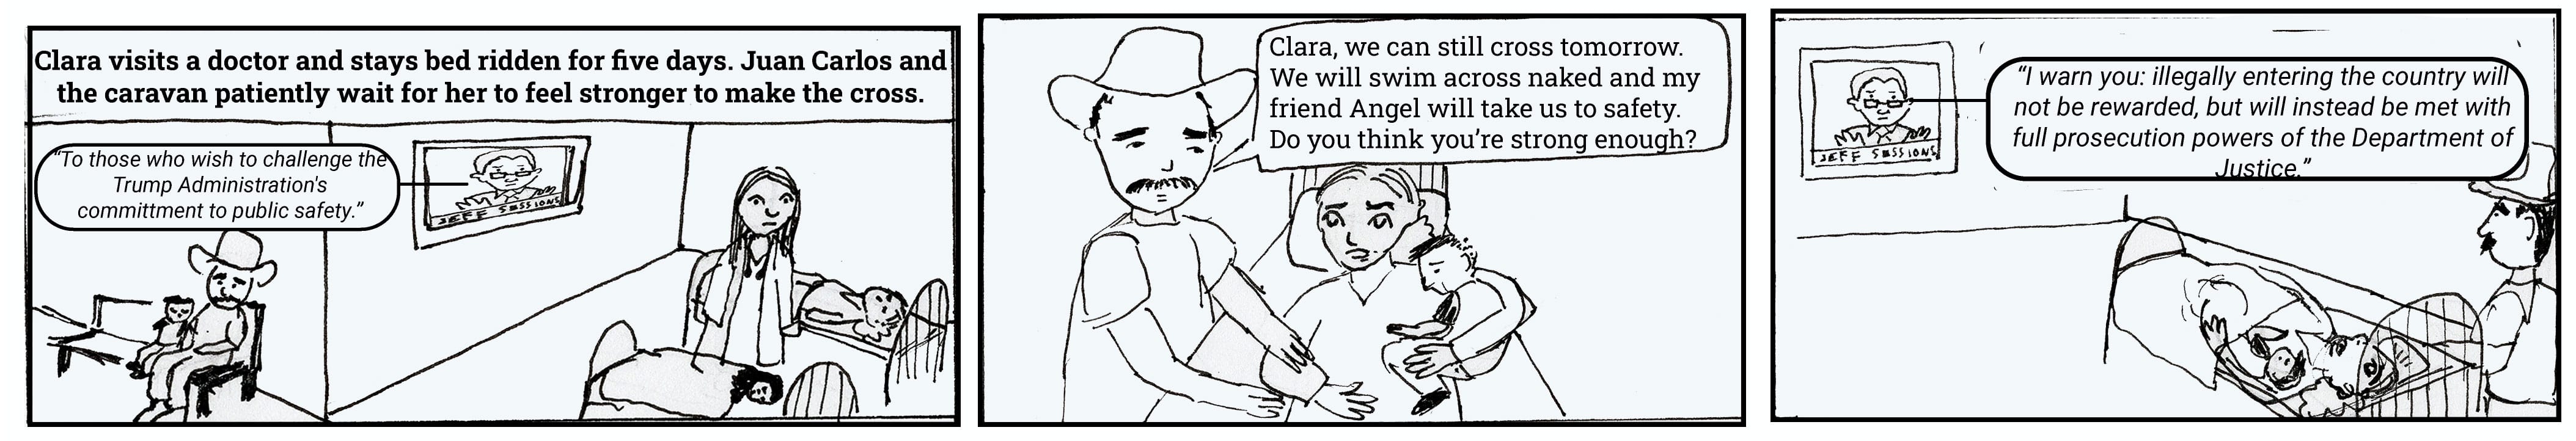 Clara visits a doctor and stays bed ridden for five days. Juan Carlos and
the caravan patiently wait for her to feel stronger to make the cross.
“To those who wish to challenge the
Trump Administration's
committment to public safety.”
JEFF SESSIONS
Clara, we can still cross tomorrow.
We will swim across naked and my
friend Angel will take us to safety.
Do you think you’re strong enough?
“I warn you: illegally entering the country will
not be rewarded, but will instead be met with
full prosecution powers of the Department of
Justice.”
JEFF SESSIONS